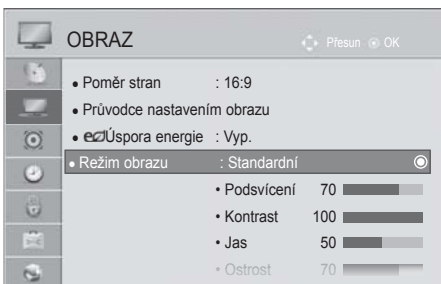 OBRAZ
Přesun ⊙ OK
• Poměr stran : 16:9
• Průvodce nastavením obrazu
• Úspora energie : Vyp.
• Režim obrazu : Standardní
• Podsvícení 70
• Kontrast 100
• Jas 50
• Ostrost 70